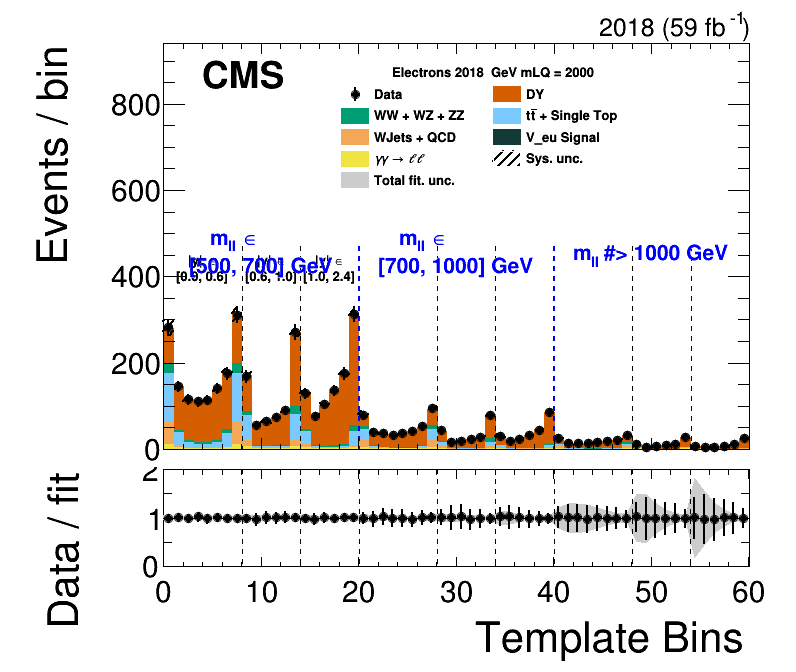 2018 (59 fb⁻¹)
CMS
Electrons 2018 GeV mLQ = 2000
Data
DY
WW + WZ + ZZ
tt̄ + Single Top
WJets + QCD
V_eu Signal
γγ → ℓℓ
Sys. unc.
Total fit. unc.
Events / bin
800
600
400
200
0
m_ll ∈
[500, 700] GeV
m_ll ∈
[700, 1000] GeV
m_ll #> 1000 GeV
[0.0, 0.6]
[0.6, 1.0]
[1.0, 2.4]
Data / fit
2
1
0
0 10 20 30 40 50 60
Template Bins